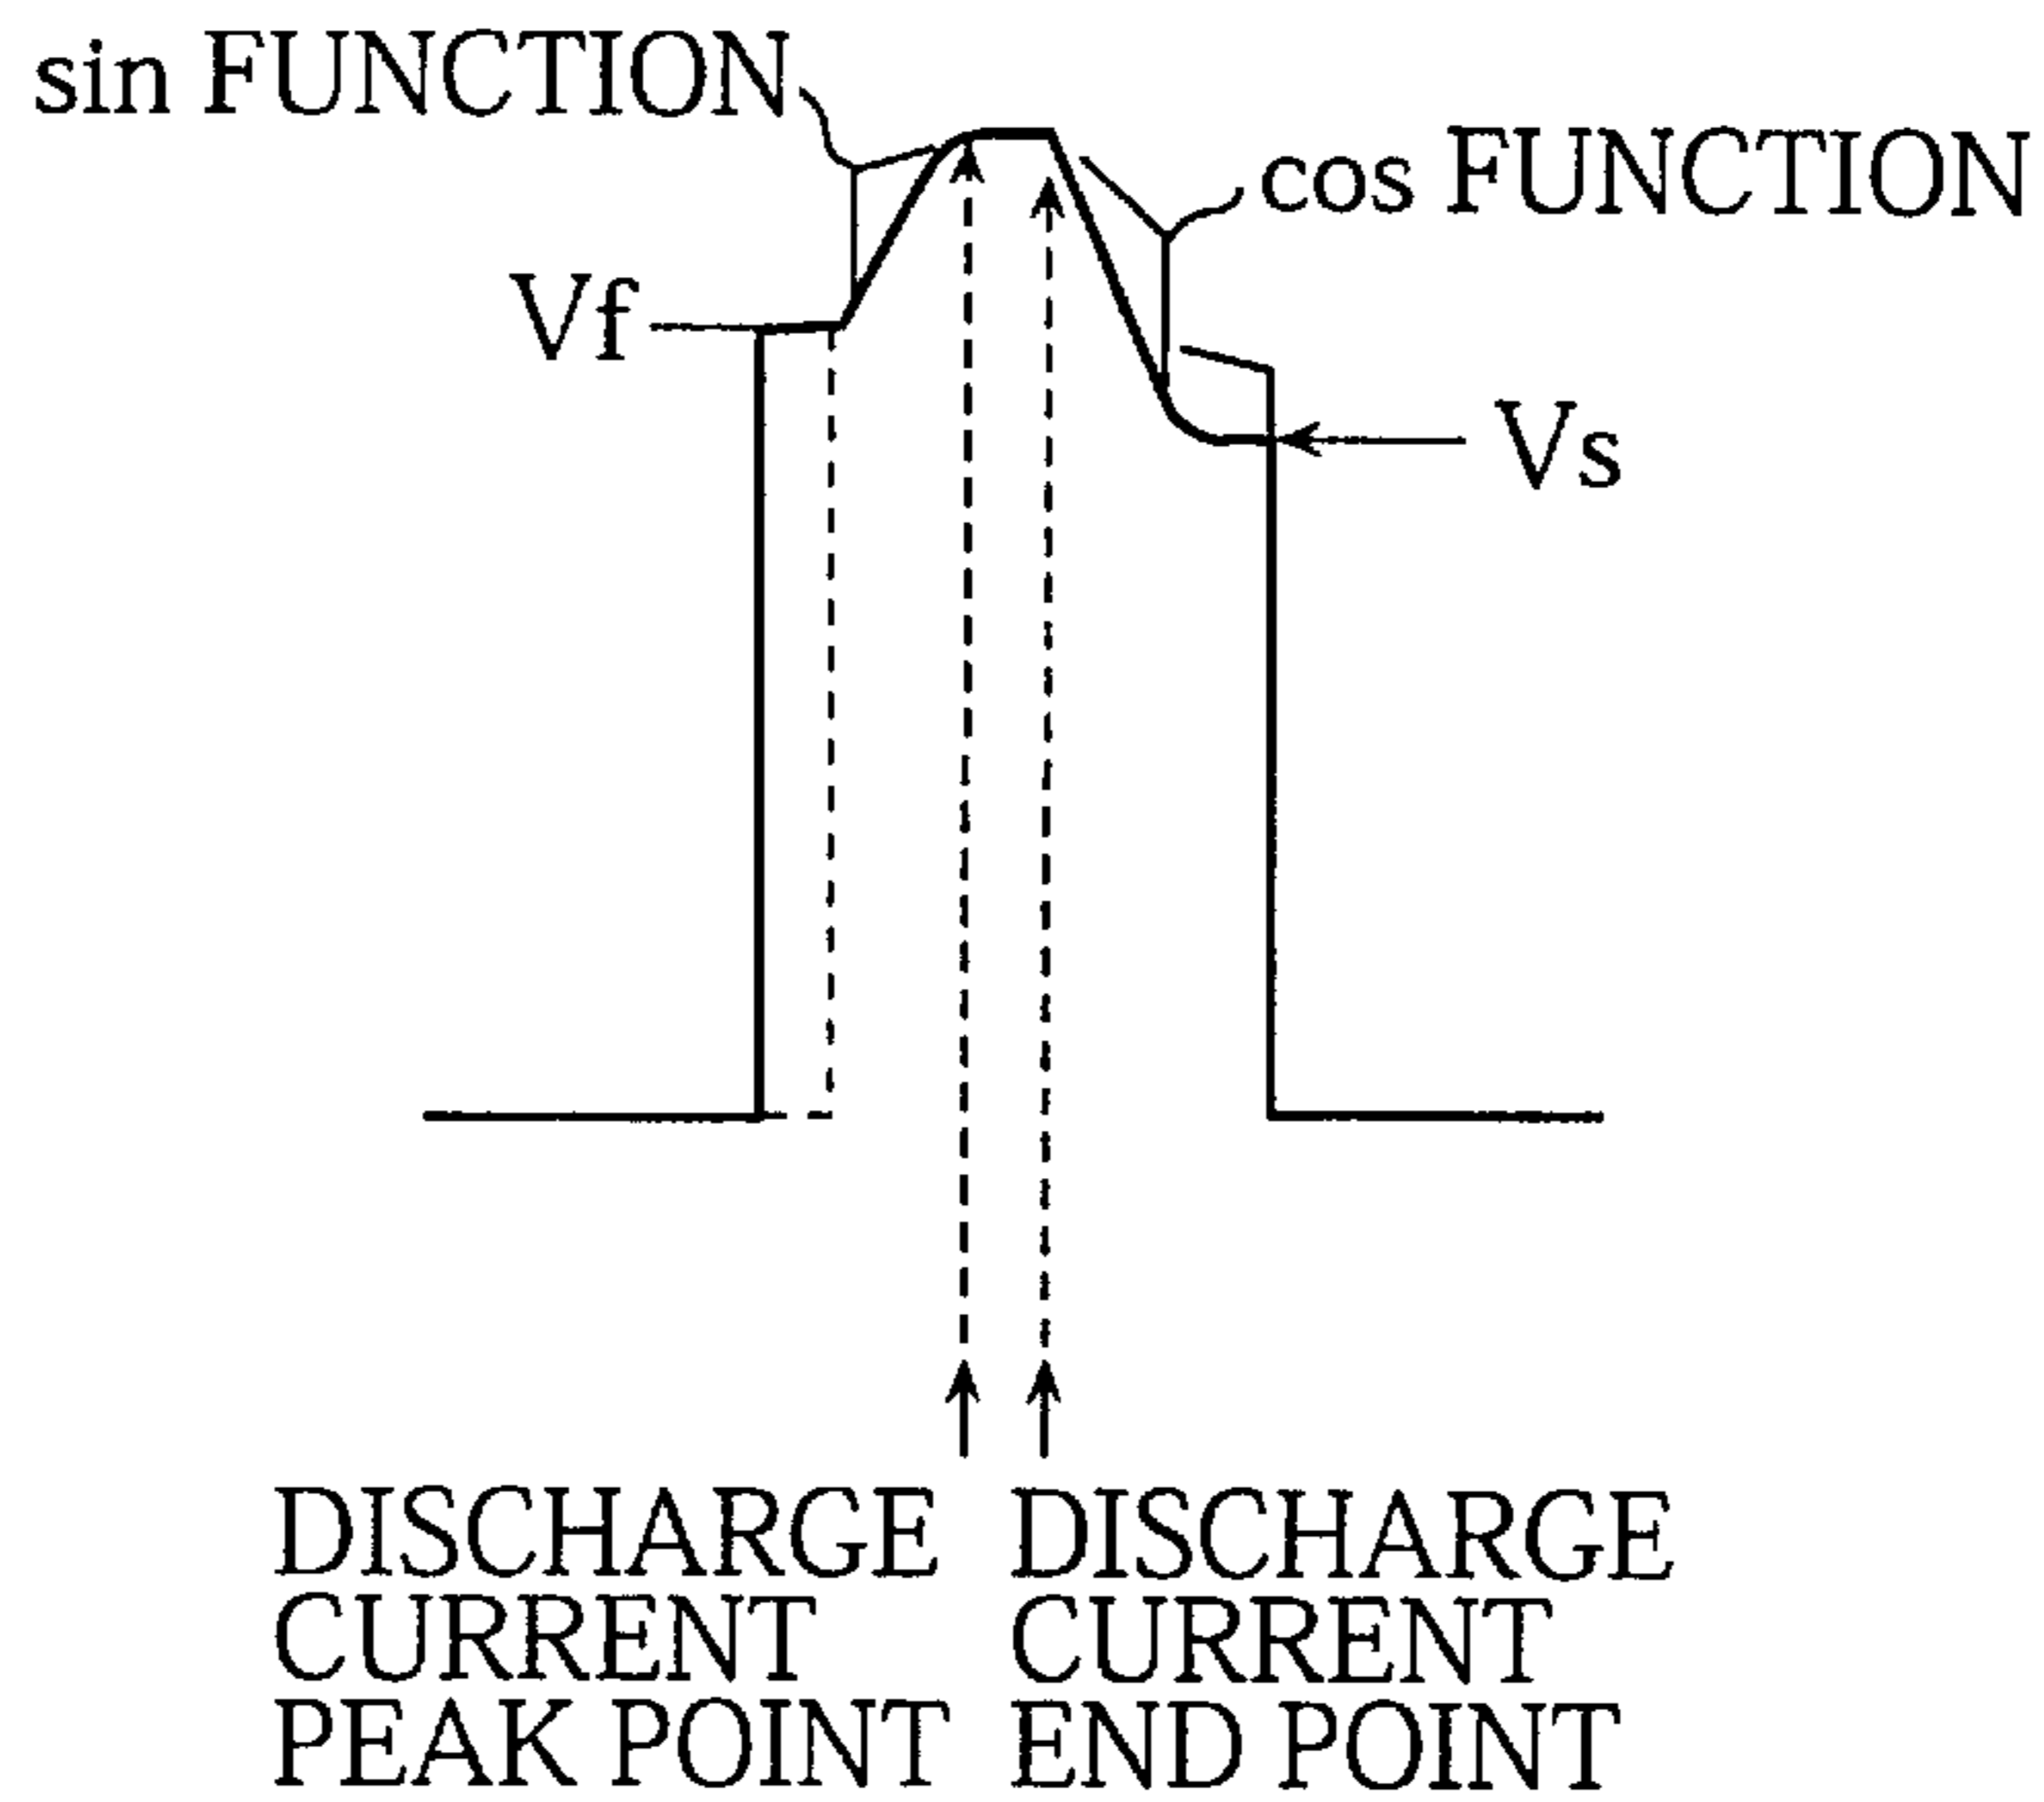 sin FUNCTION
cos FUNCTION
Vf
Vs
DISCHARGE
CURRENT
PEAK POINT
DISCHARGE
CURRENT
END POINT